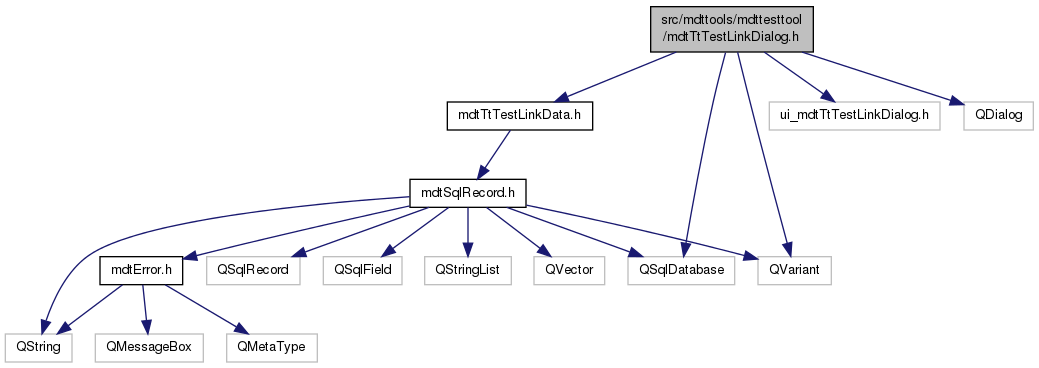 src/mdttools/mdttesttool
/mdtTtTestLinkDialog.h
mdtTtTestLinkData.h
ui_mdtTtTestLinkDialog.h
QDialog
mdtSqlRecord.h
mdtError.h
QSqlRecord
QSqlField
QStringList
QVector
QSqlDatabase
QVariant
QString
QMessageBox
QMetaType